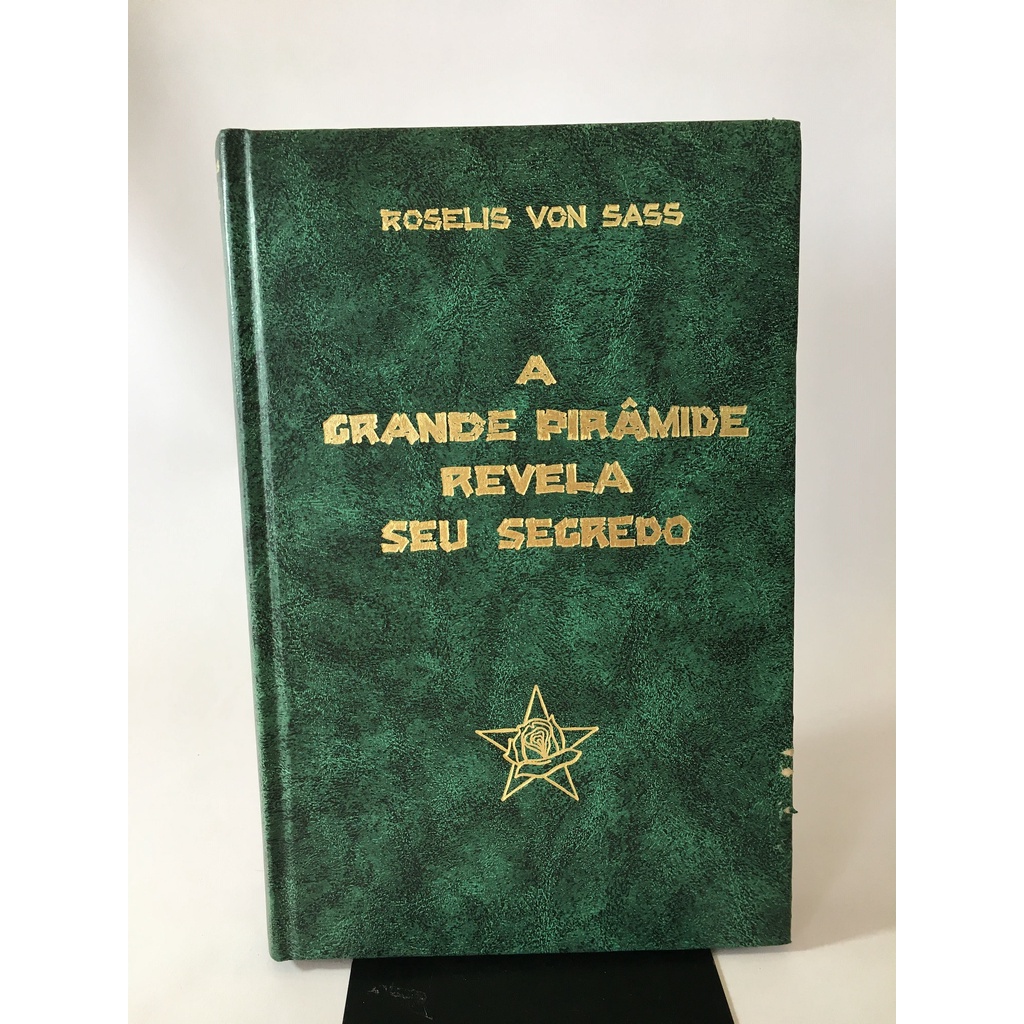 ROSELIS VON SASS
A
GRANDE PIRÂMIDE
REVELA
SEU SEGREDO